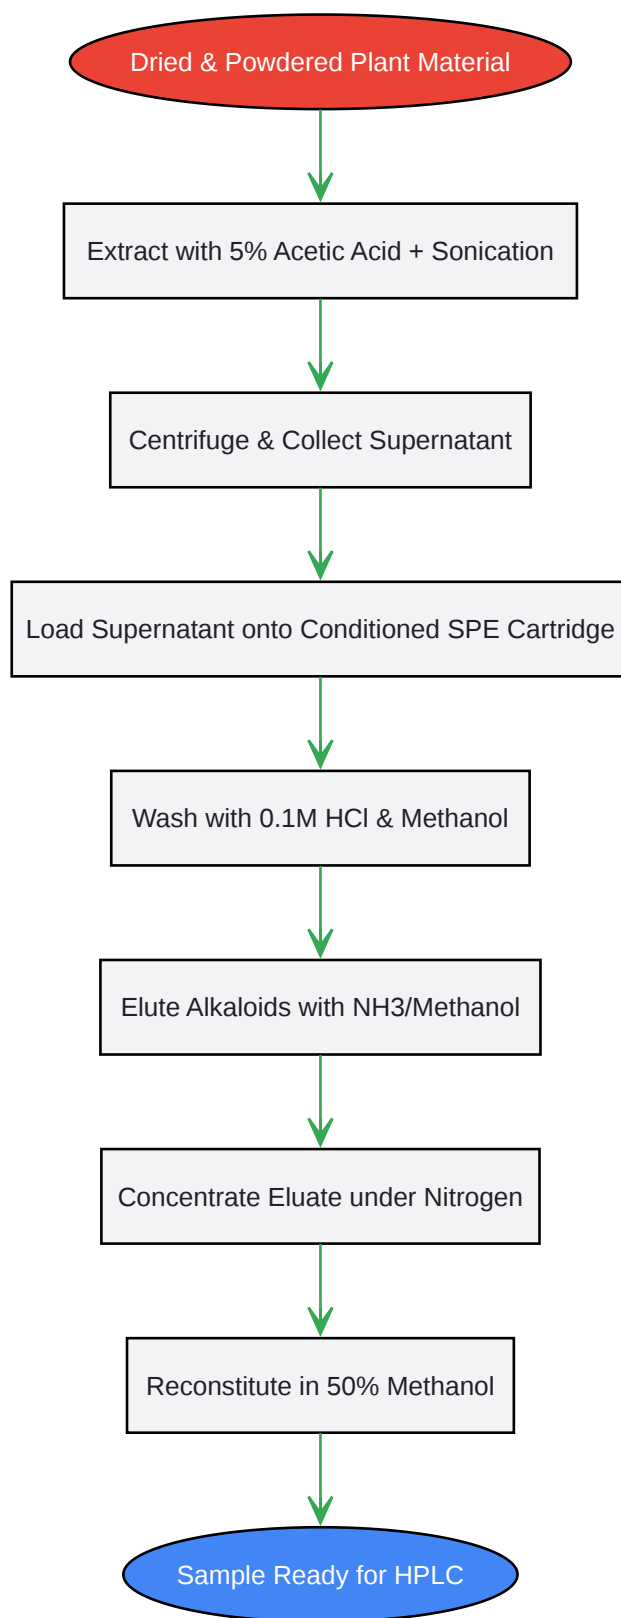 Dried & Powdered Plant Material
Extract with 5% Acetic Acid + Sonication
Centrifuge & Collect Supernatant
Load Supernatant onto Conditioned SPE Cartridge
Wash with 0.1M HCl & Methanol
Elute Alkaloids with NH3/Methanol
Concentrate Eluate under Nitrogen
Reconstitute in 50% Methanol
Sample Ready for HPLC